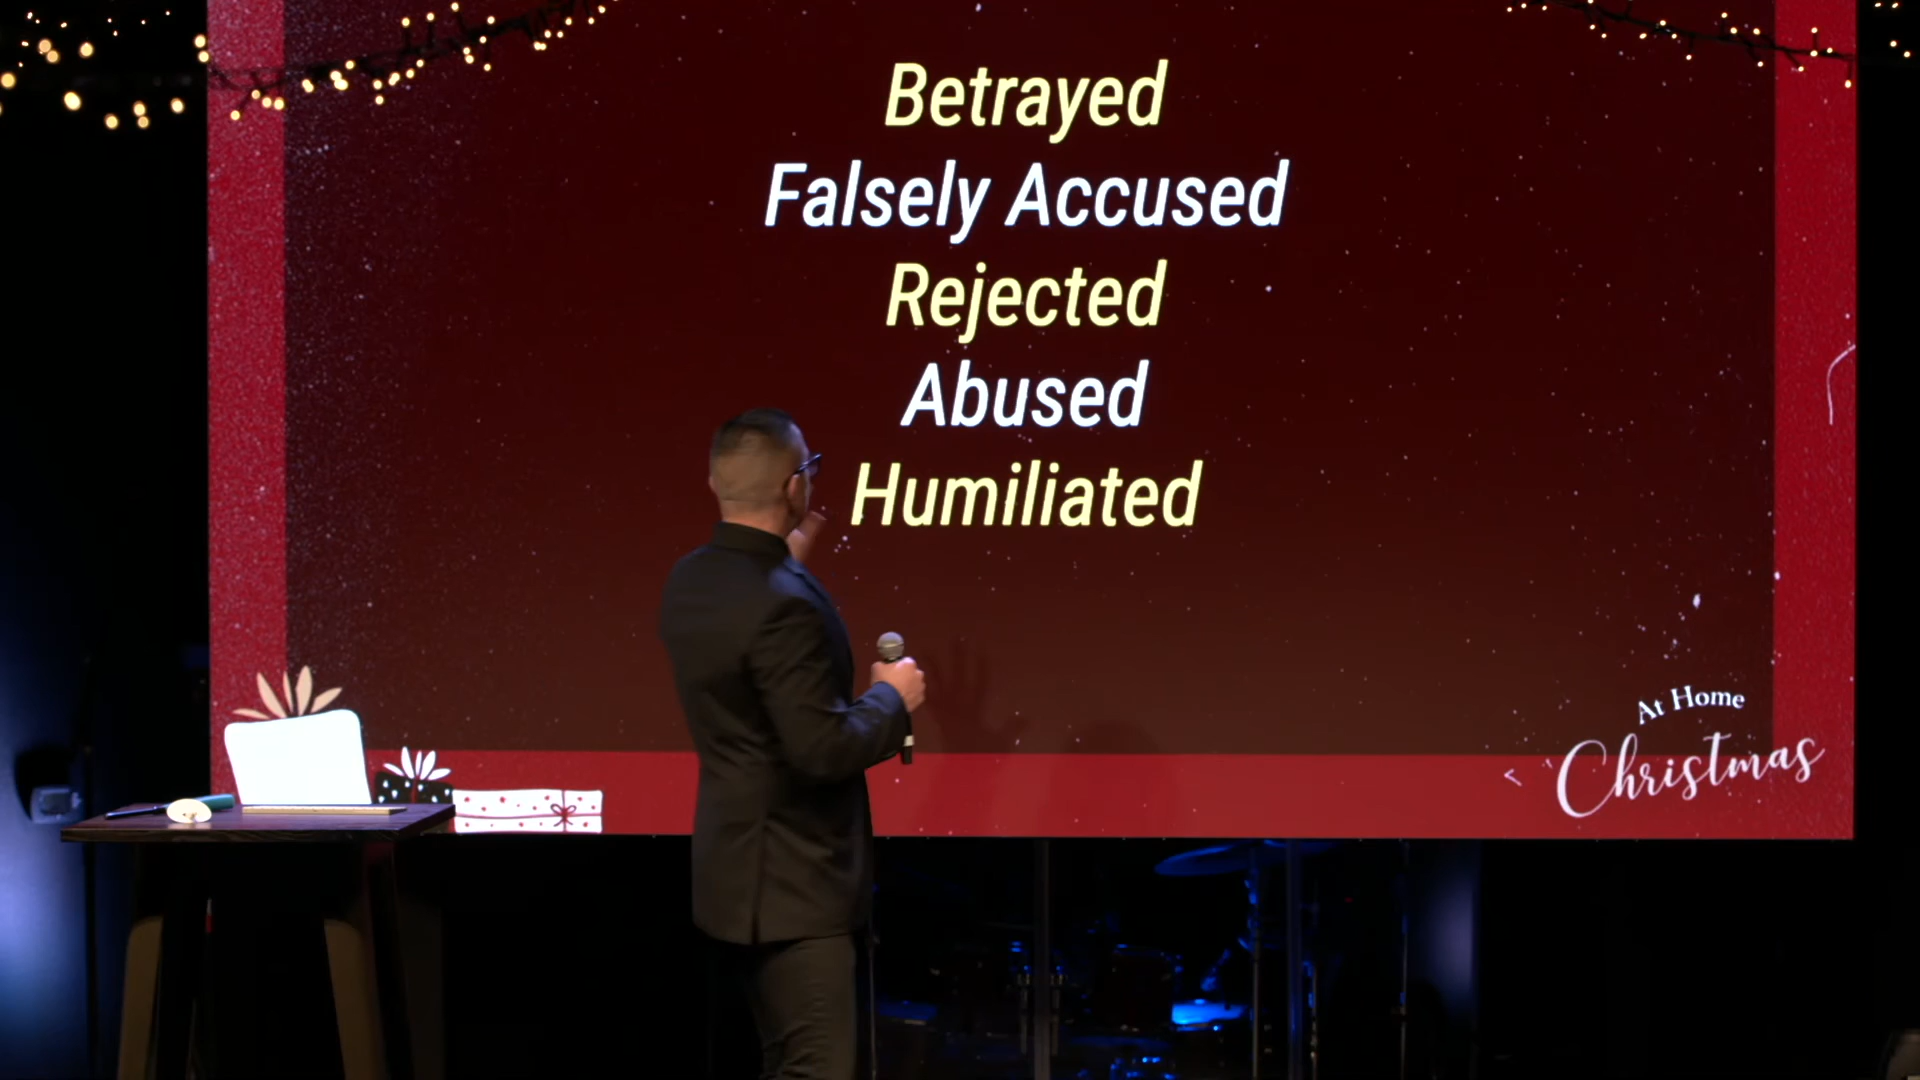 Betrayed
Falsely Accused
Rejected
Abused
Humiliated
At Home
Christmas